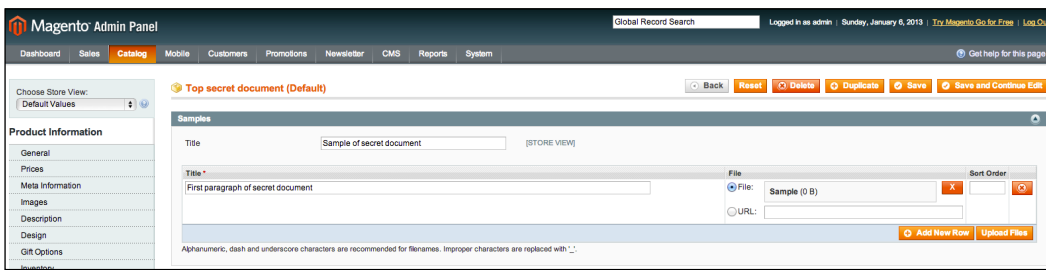 Magento Admin Panel
Global Record Search
Logged in as admin | Sunday, January 6, 2013 | Try Magento Go for Free | Log Ou
Dashboard Sales Catalog Mobile Customers Promotions Newsletter CMS Reports System
Get help for this page
Choose Store View:
Default Values
Top secret document (Default)
Back Reset Delete Duplicate Save Save and Continue Edit
Samples
Product Information
Title Sample of secret document [STORE VIEW]
General
Prices
Meta Information
Images
Description
Design
Gift Options
Inventory
Title * File Sort Order
First paragraph of secret document File: Sample (0 B) X
URL:
Add New Row Upload Files
Alphanumeric, dash and underscore characters are recommended for filenames. Improper characters are replaced with '_'.